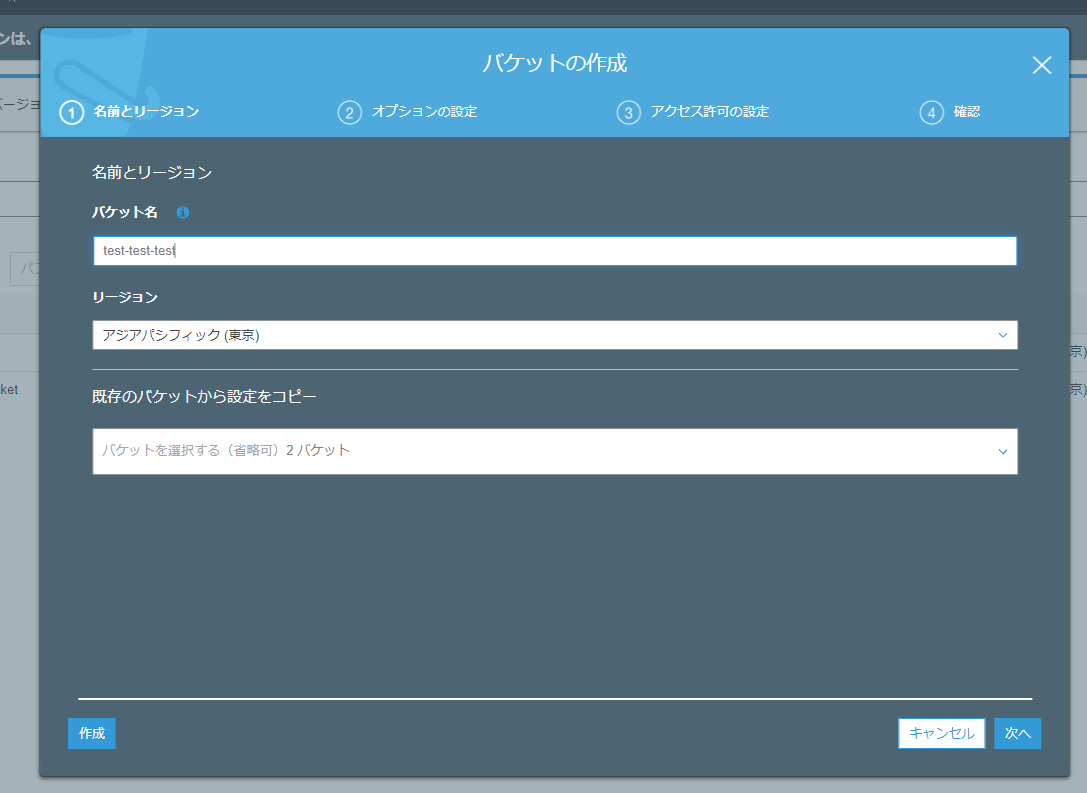 ンは、
バケットの作成
1 名前とリージョン
2 オプションの設定
3 アクセス許可の設定
4 確認
バージョ
名前とリージョン
バケット名
test-test-test
リージョン
アジアパシフィック (東京)
京)
既存のバケットから設定をコピー
ket
京)
バケットを選択する（省略可）2 バケット
作成
キャンセル
次へ